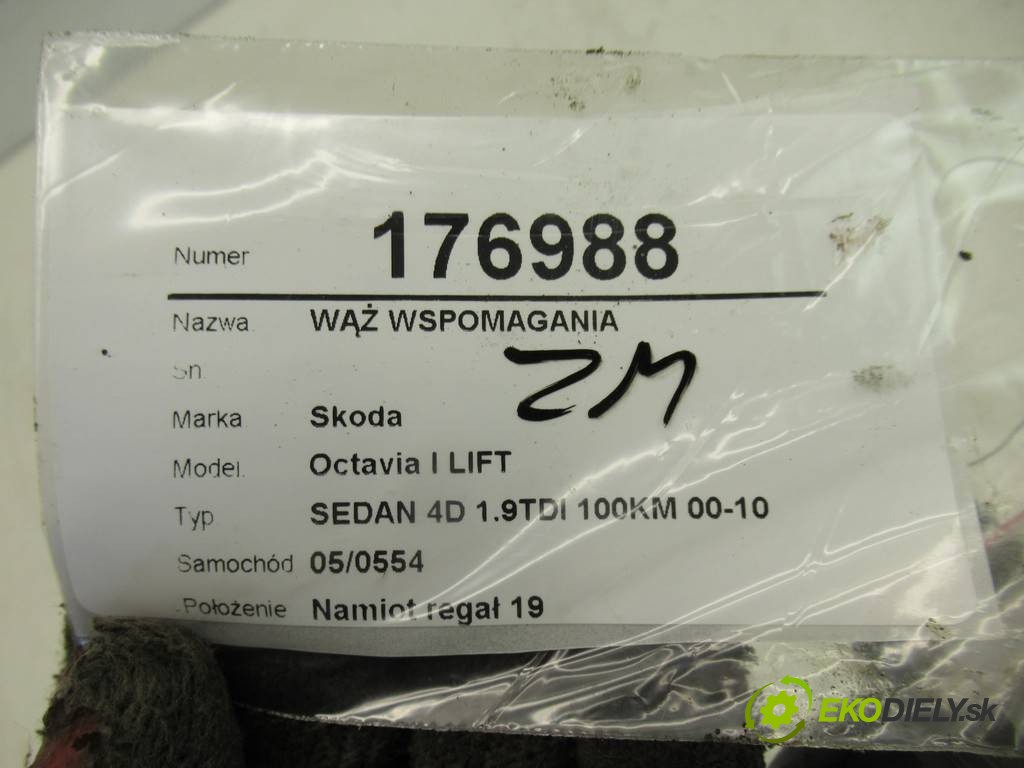 Numer 176988
Nazwa WĄŻ WSPOMAGANIA
Sn.
ZM
Marka Skoda
Model. Octavia I LIFT
Typ SEDAN 4D 1.9TDI 100KM 00-10
Samochód 05/0554
Położenie Namiot regał 19
EKODIELY.sk